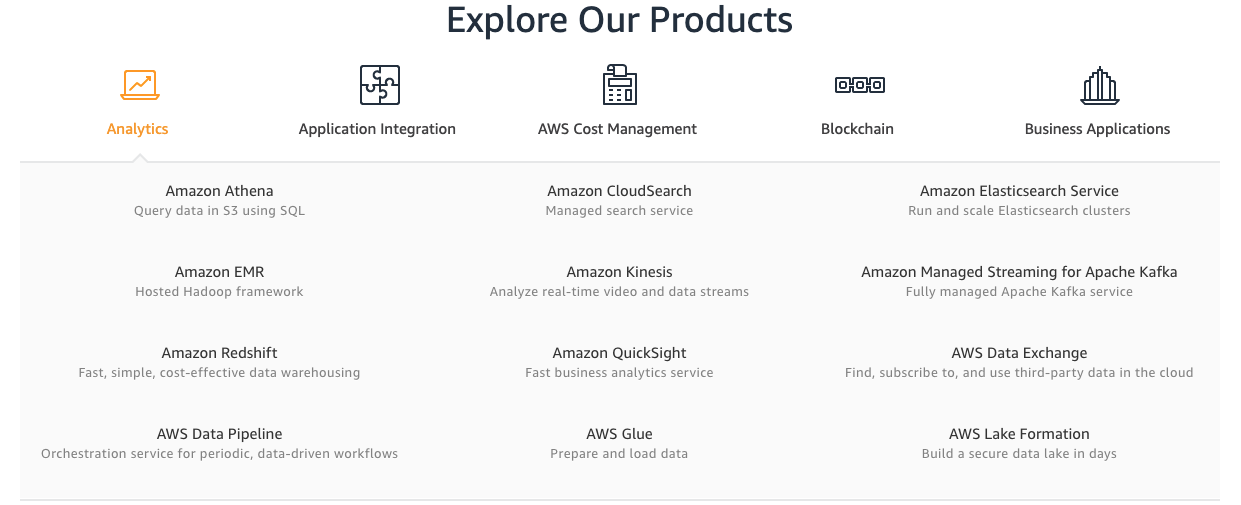 Explore Our Products
Analytics
Application Integration
AWS Cost Management
Blockchain
Business Applications
Amazon Athena
Query data in S3 using SQL
Amazon CloudSearch
Managed search service
Amazon Elasticsearch Service
Run and scale Elasticsearch clusters
Amazon EMR
Hosted Hadoop framework
Amazon Kinesis
Analyze real-time video and data streams
Amazon Managed Streaming for Apache Kafka
Fully managed Apache Kafka service
Amazon Redshift
Fast, simple, cost-effective data warehousing
Amazon QuickSight
Fast business analytics service
AWS Data Exchange
Find, subscribe to, and use third-party data in the cloud
AWS Data Pipeline
Orchestration service for periodic, data-driven workflows
AWS Glue
Prepare and load data
AWS Lake Formation
Build a secure data lake in days